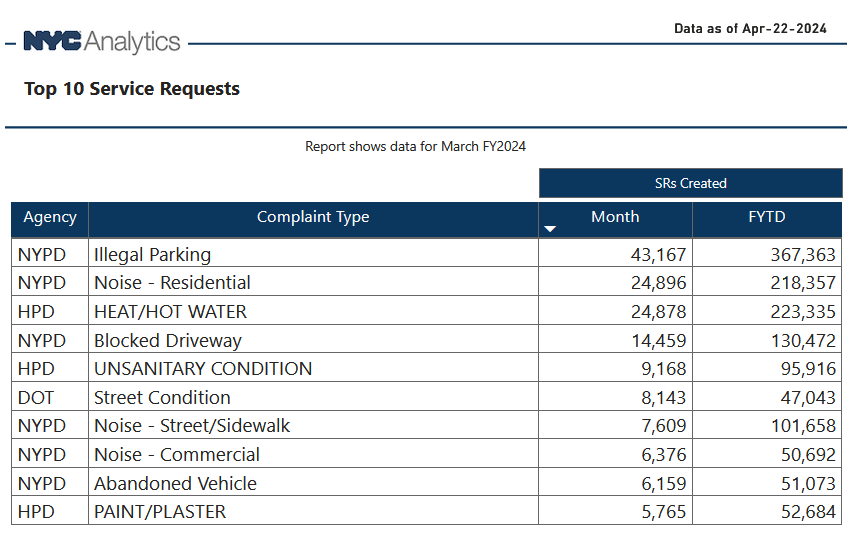 Data as of Apr-22-2024
NYC Analytics
Top 10 Service Requests
Report shows data for March FY2024
SRs Created
Agency Complaint Type Month FYTD
NYPD Illegal Parking 43,167 367,363
NYPD Noise - Residential 24,896 218,357
HPD HEAT/HOT WATER 24,878 223,335
NYPD Blocked Driveway 14,459 130,472
HPD UNSANITARY CONDITION 9,168 95,916
DOT Street Condition 8,143 47,043
NYPD Noise - Street/Sidewalk 7,609 101,658
NYPD Noise - Commercial 6,376 50,692
NYPD Abandoned Vehicle 6,159 51,073
HPD PAINT/PLASTER 5,765 52,684